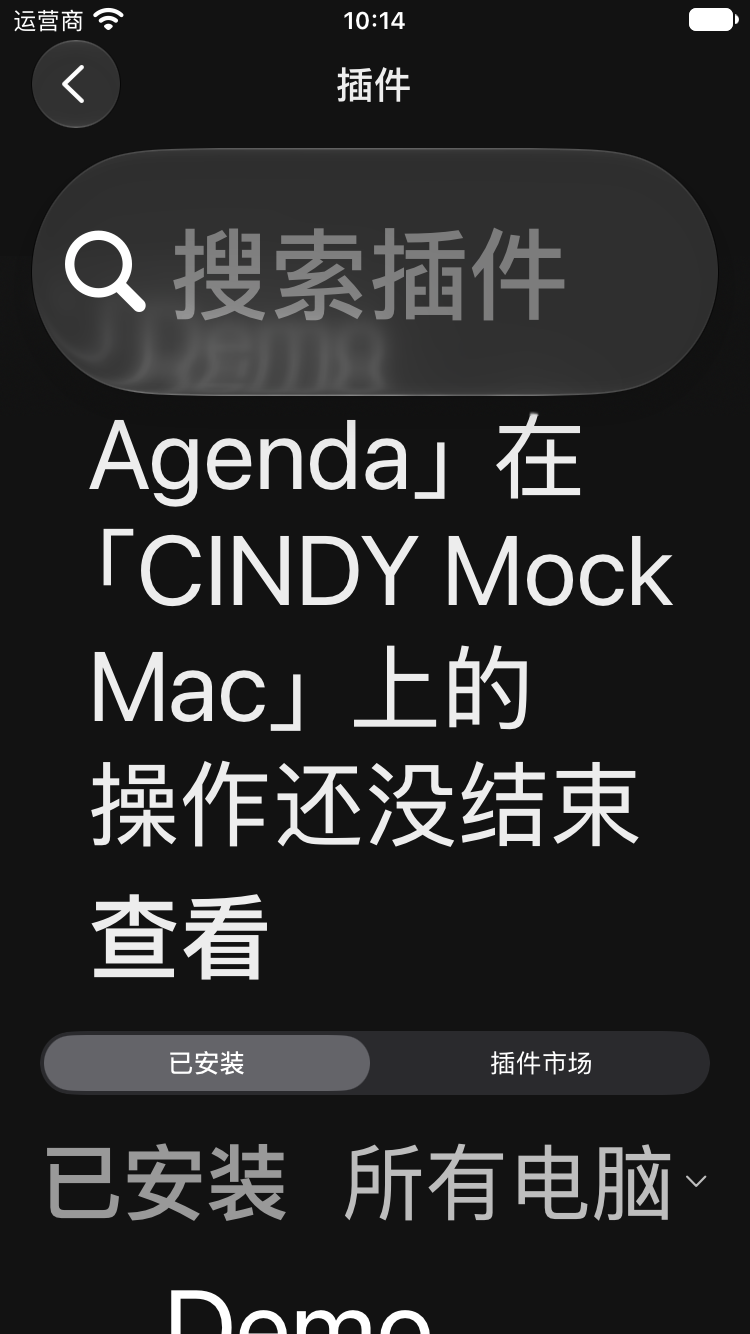 运营商
10:14
插件
搜索插件
Demo
Agenda」在
「CINDY Mock
Mac」上的
操作还没结束
查看
已安装
插件市场
已安装
所有电脑
Demo